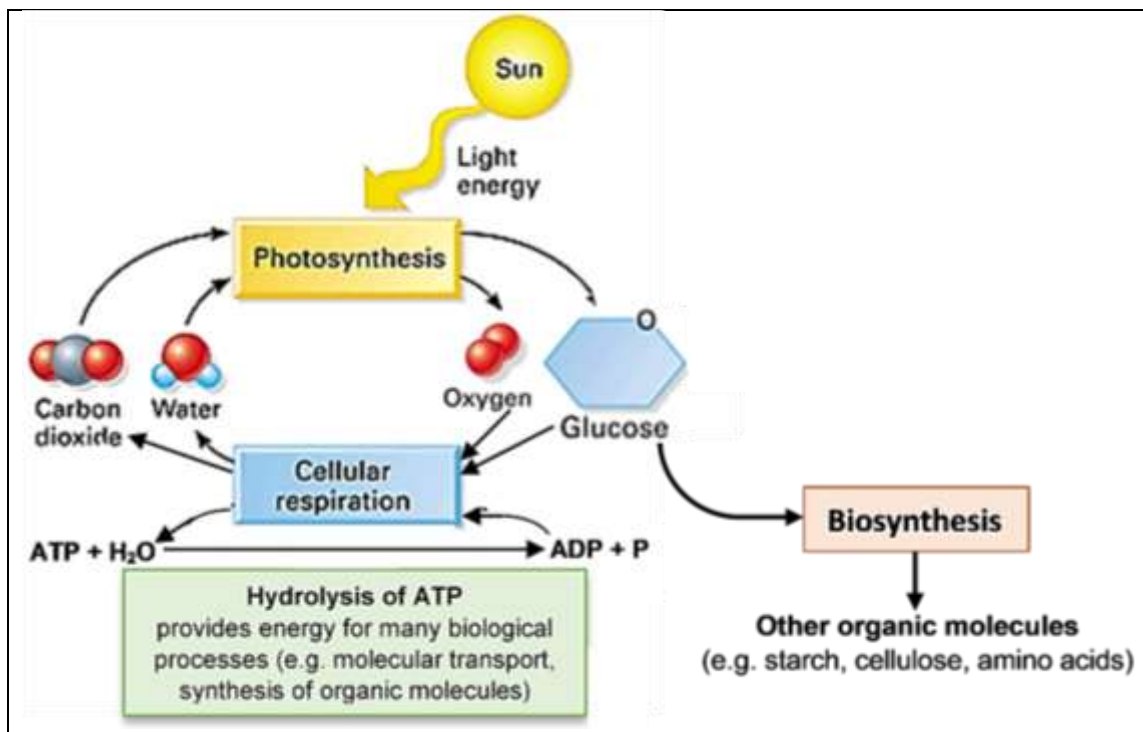 Sun
Light
energy
Photosynthesis
O
Carbon
dioxide
Water
Oxygen
Glucose
Cellular
respiration
Biosynthesis
ATP + H₂O
ADP + P
Hydrolysis of ATP
provides energy for many biological
processes (e.g. molecular transport,
synthesis of organic molecules)
Other organic molecules
(e.g. starch, cellulose, amino acids)